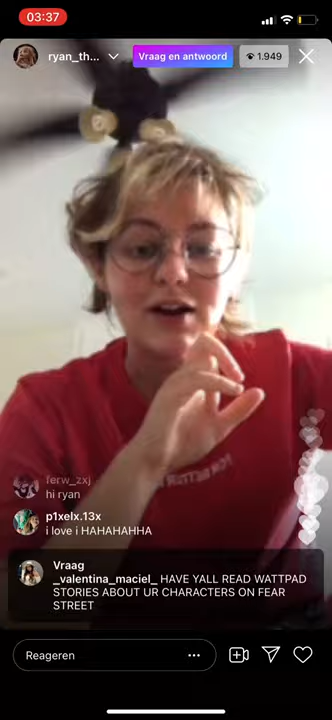 03:37
ryan_th...
Vraag en antwoord
1.949
ferw_zxj
hi ryan
p1xelx.13x
i love i HAHAHAHHA
Vraag
_valentina_maciel_ HAVE YALL READ WATTPAD
STORIES ABOUT UR CHARACTERS ON FEAR
STREET
Reageren